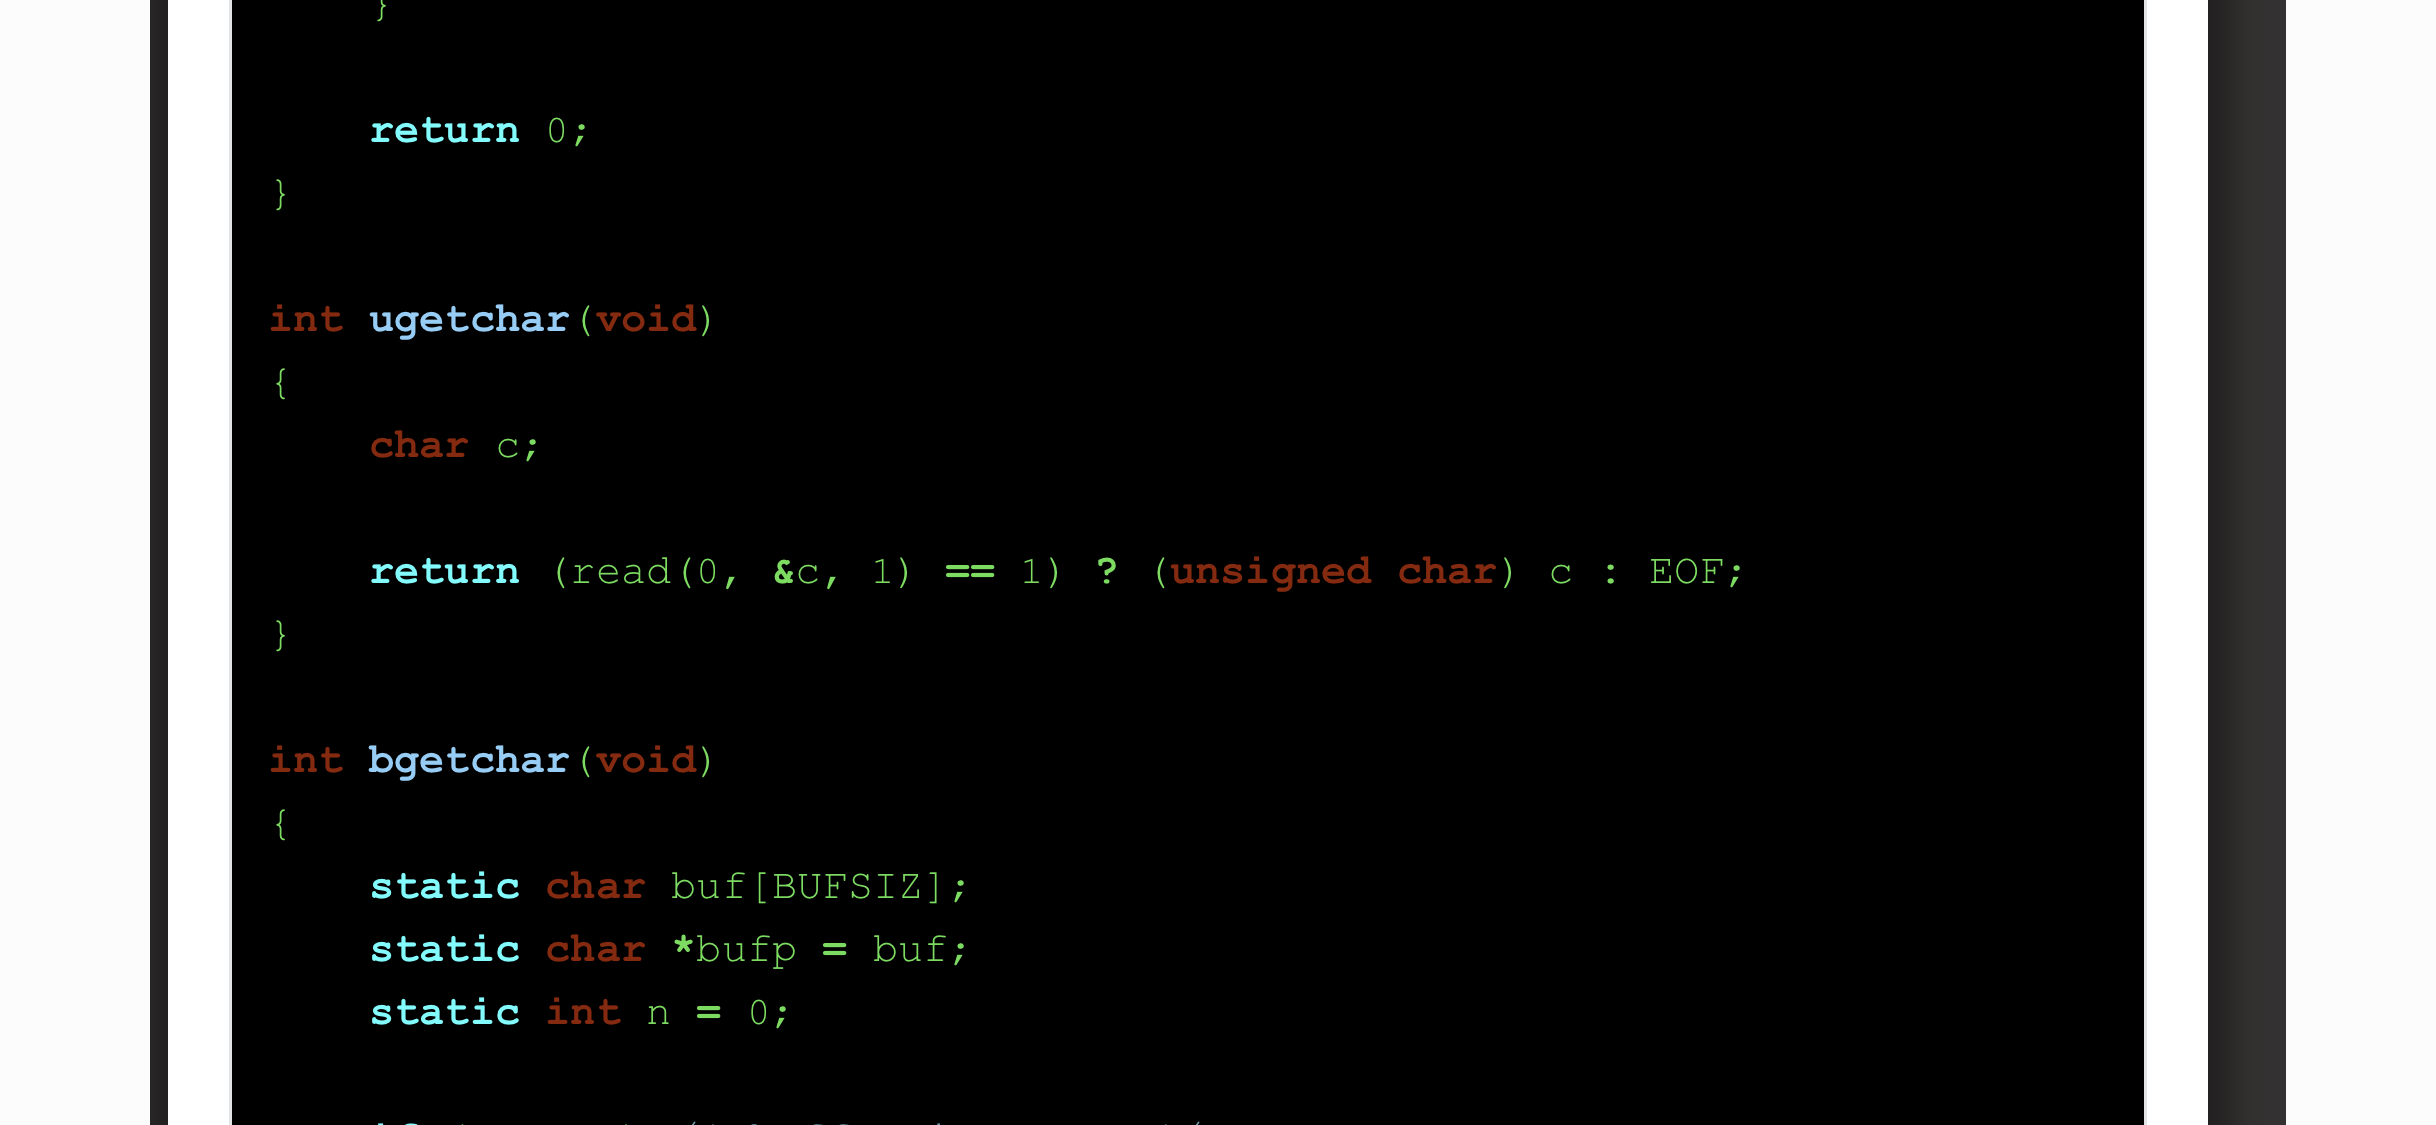 }
return 0;
}
int ugetchar(void)
{
char c;
return (read(0, &c, 1) == 1) ? (unsigned char) c : EOF;
}
int bgetchar(void)
{
static char buf[BUFSIZ];
static char *bufp = buf;
static int n = 0;